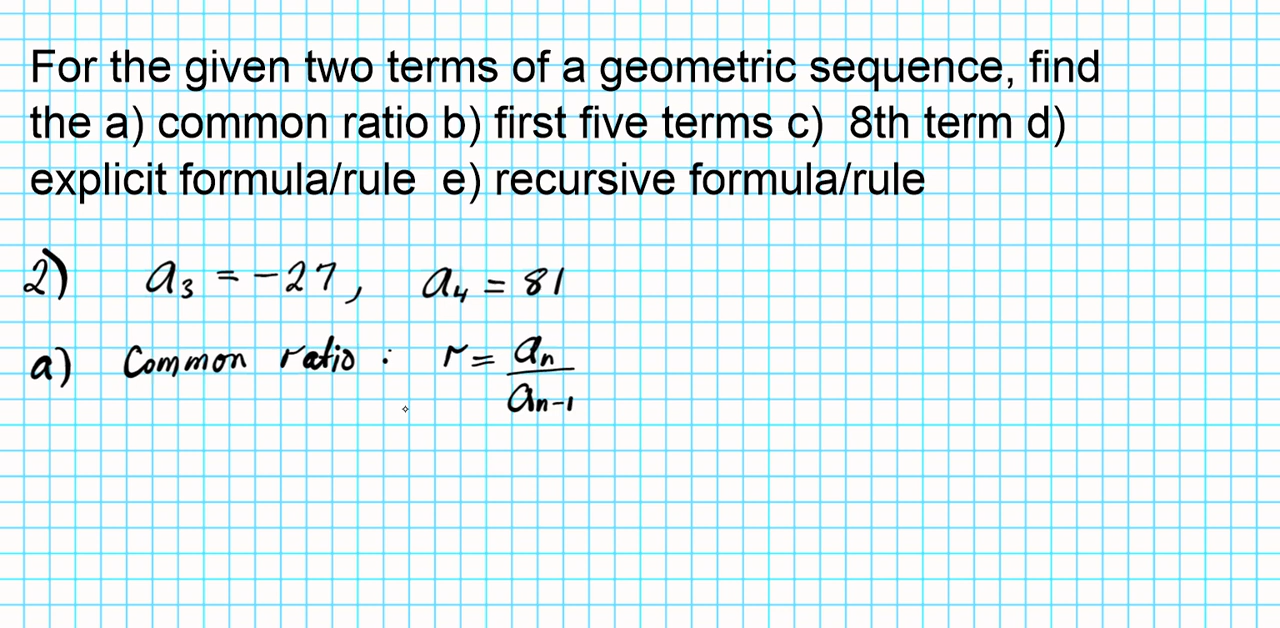 For the given two terms of a geometric sequence, find
the a) common ratio b) first five terms c) 8th term d)
explicit formula/rule e) recursive formula/rule
2) a₃ = -27, a₄ = 81
a) Common ratio : r = aₙ / aₙ₋₁